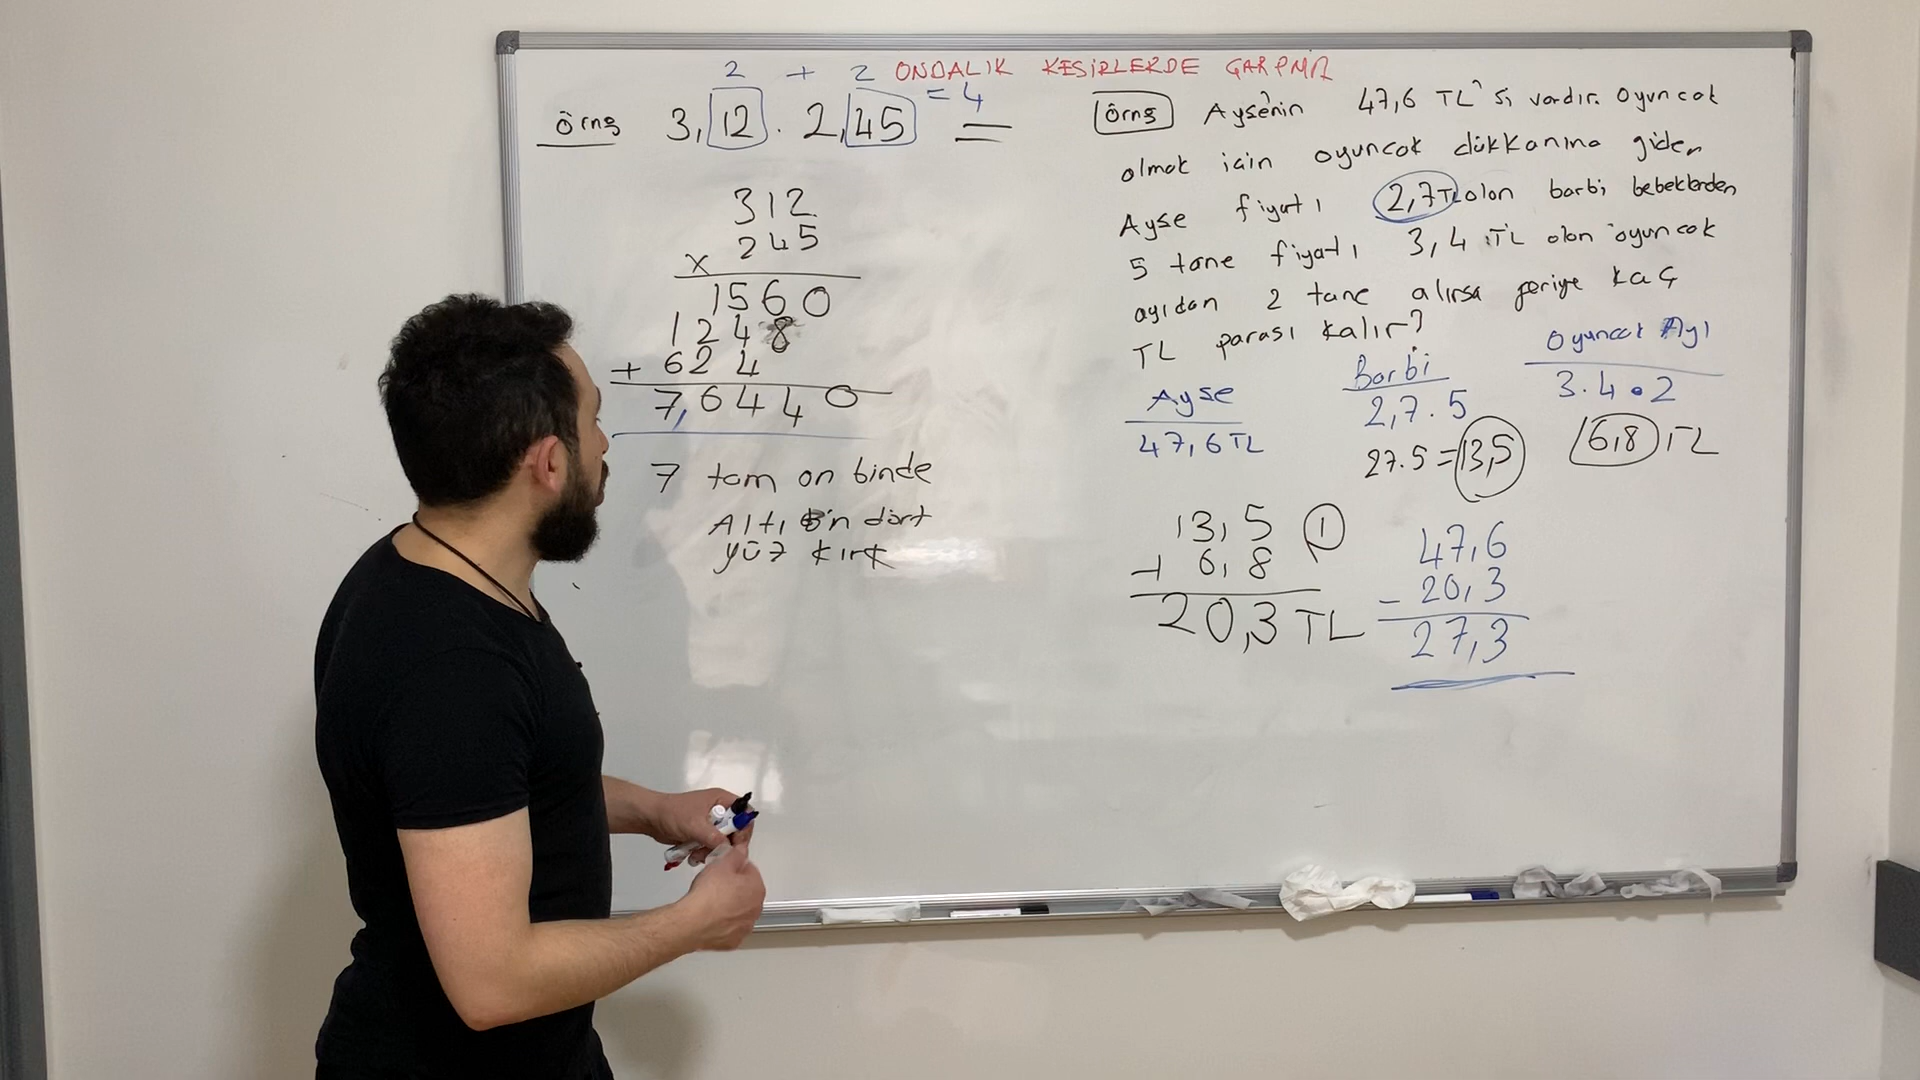 2 + 2 ONDALIK KESİRLERDE ÇARPMA
= 4
Örnş 3,12 . 2,45 =
312
x 245
1560
1248
+ 624
7,6440
7 tam on binde
Altı Bin dört
yüz kırk
Örnş Ayşe'nin 47,6 TL'si vardır. Oyuncak
olmak için oyuncak dükkanına giden
Ayşe fiyatı 2,7 TL olan barbi bebeklerden
5 tane fiyatı 3,4 TL olan oyuncak
ayıdan 2 tane alırsa geriye kaç
TL parası kalır?
Ayşe Barbi Oyuncak Ayı
47,6 TL 2,7 . 5 3.4 . 2
27.5 = 13,5 6,8 TL
13,5 1
+ 6,8
20,3 TL
47,6
- 20,3
27,3